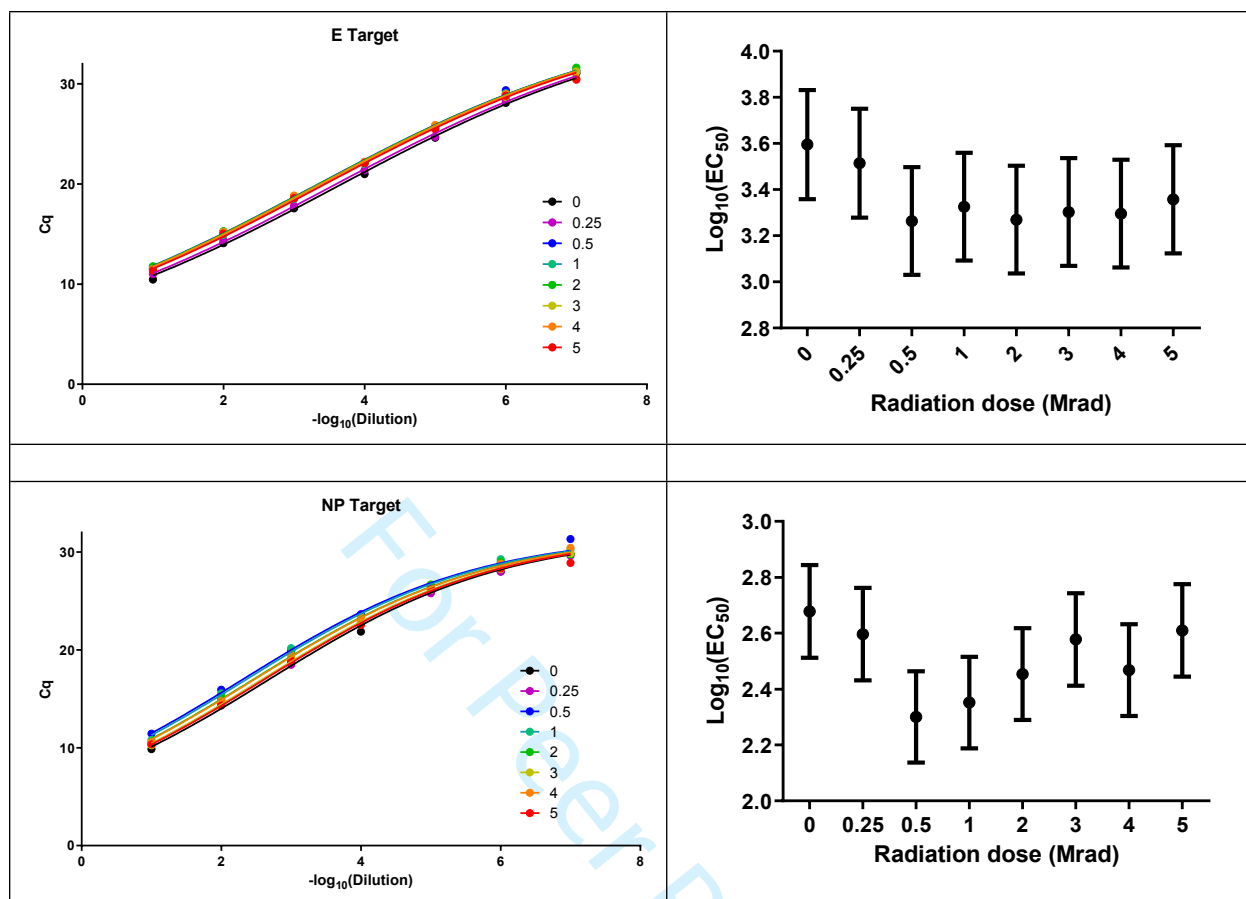 E Target
30
20
10
0
Cq
0 2 4 6 8
-log10(Dilution)
0
0.25
0.5
1
2
3
4
5
4.0
3.8
3.6
3.4
3.2
3.0
2.8
Log10(EC50)
0 0.25 0.5 1 2 3 4 5
Radiation dose (Mrad)
NP Target
30
20
10
0
Cq
0 2 4 6 8
-log10(Dilution)
0
0.25
0.5
1
2
3
4
5
3.0
2.8
2.6
2.4
2.2
2.0
Log10(EC50)
0 0.25 0.5 1 2 3 4 5
Radiation dose (Mrad)
For Peer